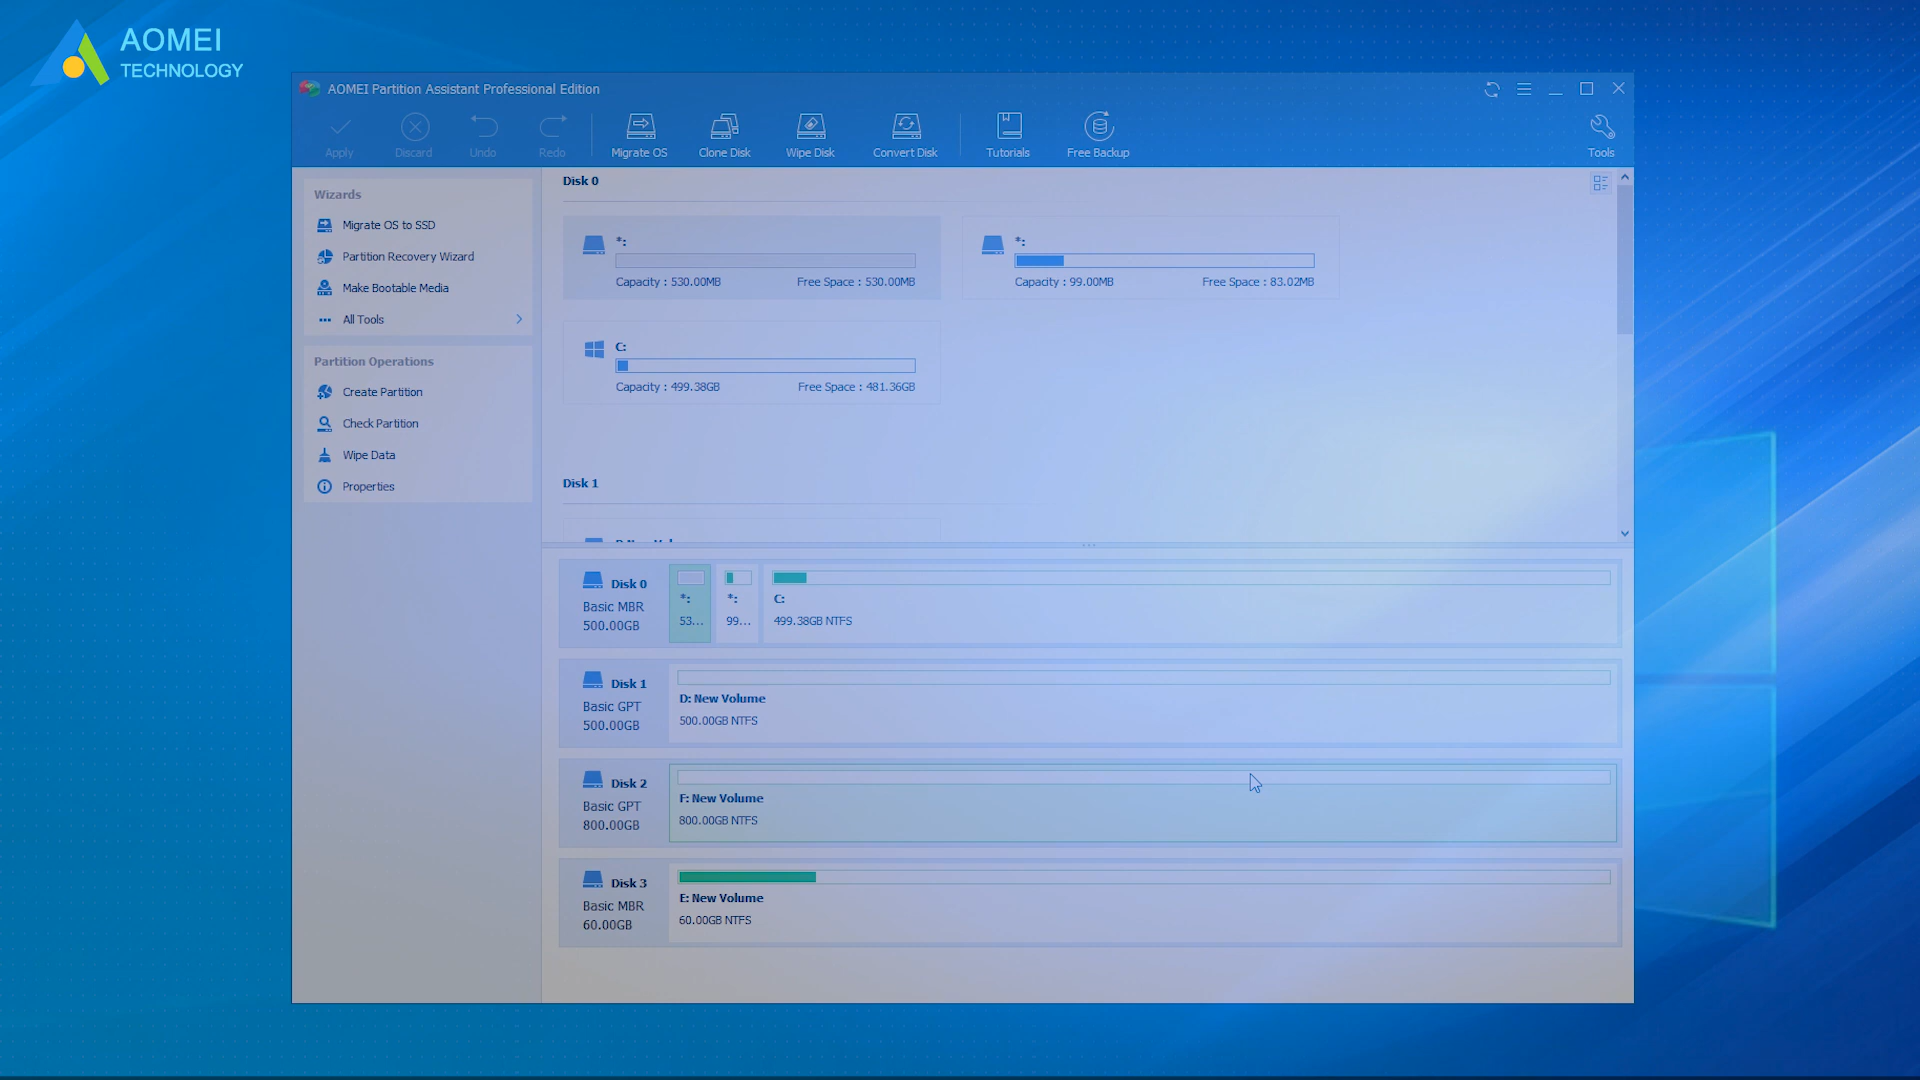 AOMEI
TECHNOLOGY
AOMEI Partition Assistant Professional Edition
Apply
Discard
Undo
Redo
Migrate OS
Clone Disk
Wipe Disk
Convert Disk
Tutorials
Free Backup
Tools
Wizards
Migrate OS to SSD
Partition Recovery Wizard
Make Bootable Media
All Tools
Partition Operations
Create Partition
Check Partition
Wipe Data
Properties
Disk 0
*:
Capacity : 530.00MB Free Space : 530.00MB
*:
Capacity : 99.00MB Free Space : 83.02MB
C:
Capacity : 499.38GB Free Space : 481.36GB
Disk 1
Disk 0
Basic MBR
500.00GB
*:
53...
*:
99...
C:
499.38GB NTFS
Disk 1
Basic GPT
500.00GB
D: New Volume
500.00GB NTFS
Disk 2
Basic GPT
800.00GB
F: New Volume
800.00GB NTFS
Disk 3
Basic MBR
60.00GB
E: New Volume
60.00GB NTFS